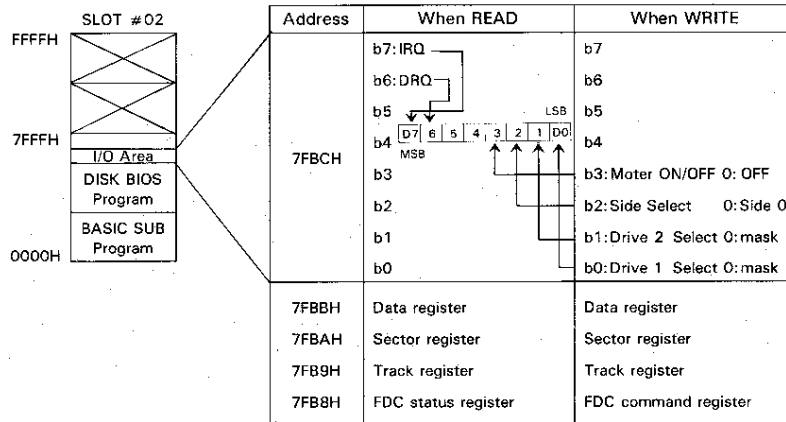 SLOT #02
FFFFH
7FFFH
I/O Area
DISK BIOS
Program
BASIC SUB
Program
0000H
Address When READ When WRITE
7FBCH
b7:IRQ
b6:DRQ
b5
b4
b3
b2
b1
b0
LSB
D7 6 5 4 3 2 1 D0
MSB
b7
b6
b5
b4
b3:Moter ON/OFF 0:OFF
b2:Side Select 0:Side 0
b1:Drive 2 Select 0:mask
b0:Drive 1 Select 0:mask
7FBBH Data register Data register
7FBAH Sector register Sector register
7FB9H Track register Track register
7FB8H FDC status register FDC command register